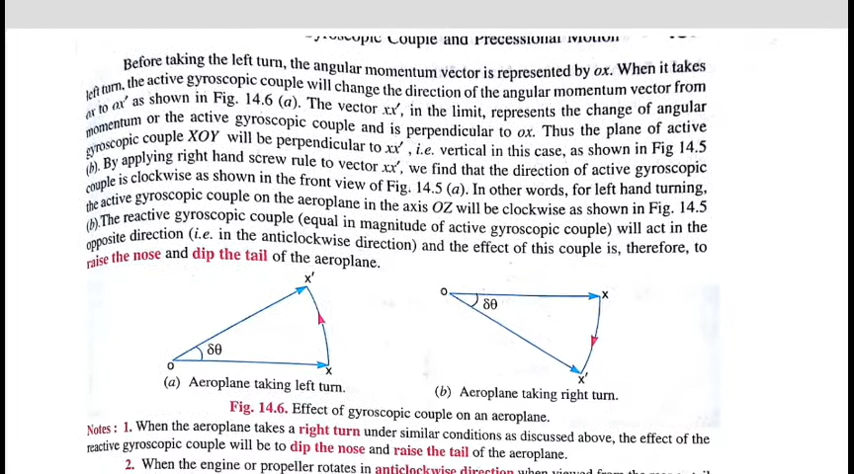 Gyroscopic Couple and Precessional Motion
Before taking the left turn, the angular momentum vector is represented by ox. When it takes
left turn, the active gyroscopic couple will change the direction of the angular momentum vector from
ox to ox′ as shown in Fig. 14.6 (a). The vector xx′, in the limit, represents the change of angular
momentum or the active gyroscopic couple and is perpendicular to ox. Thus the plane of active
gyroscopic couple XOY will be perpendicular to xx′ , i.e. vertical in this case, as shown in Fig 14.5
(b). By applying right hand screw rule to vector xx′, we find that the direction of active gyroscopic
couple is clockwise as shown in the front view of Fig. 14.5 (a). In other words, for left hand turning,
the active gyroscopic couple on the aeroplane in the axis OZ will be clockwise as shown in Fig. 14.5
(b).The reactive gyroscopic couple (equal in magnitude of active gyroscopic couple) will act in the
opposite direction (i.e. in the anticlockwise direction) and the effect of this couple is, therefore, to
raise the nose and dip the tail of the aeroplane.
x′
δθ
o
x
(a) Aeroplane taking left turn.
o
x
δθ
x′
(b) Aeroplane taking right turn.
Fig. 14.6. Effect of gyroscopic couple on an aeroplane.
Notes : 1. When the aeroplane takes a right turn under similar conditions as discussed above, the effect of the
reactive gyroscopic couple will be to dip the nose and raise the tail of the aeroplane.
2. When the engine or propeller rotates in anticlockwise direction when viewed from the